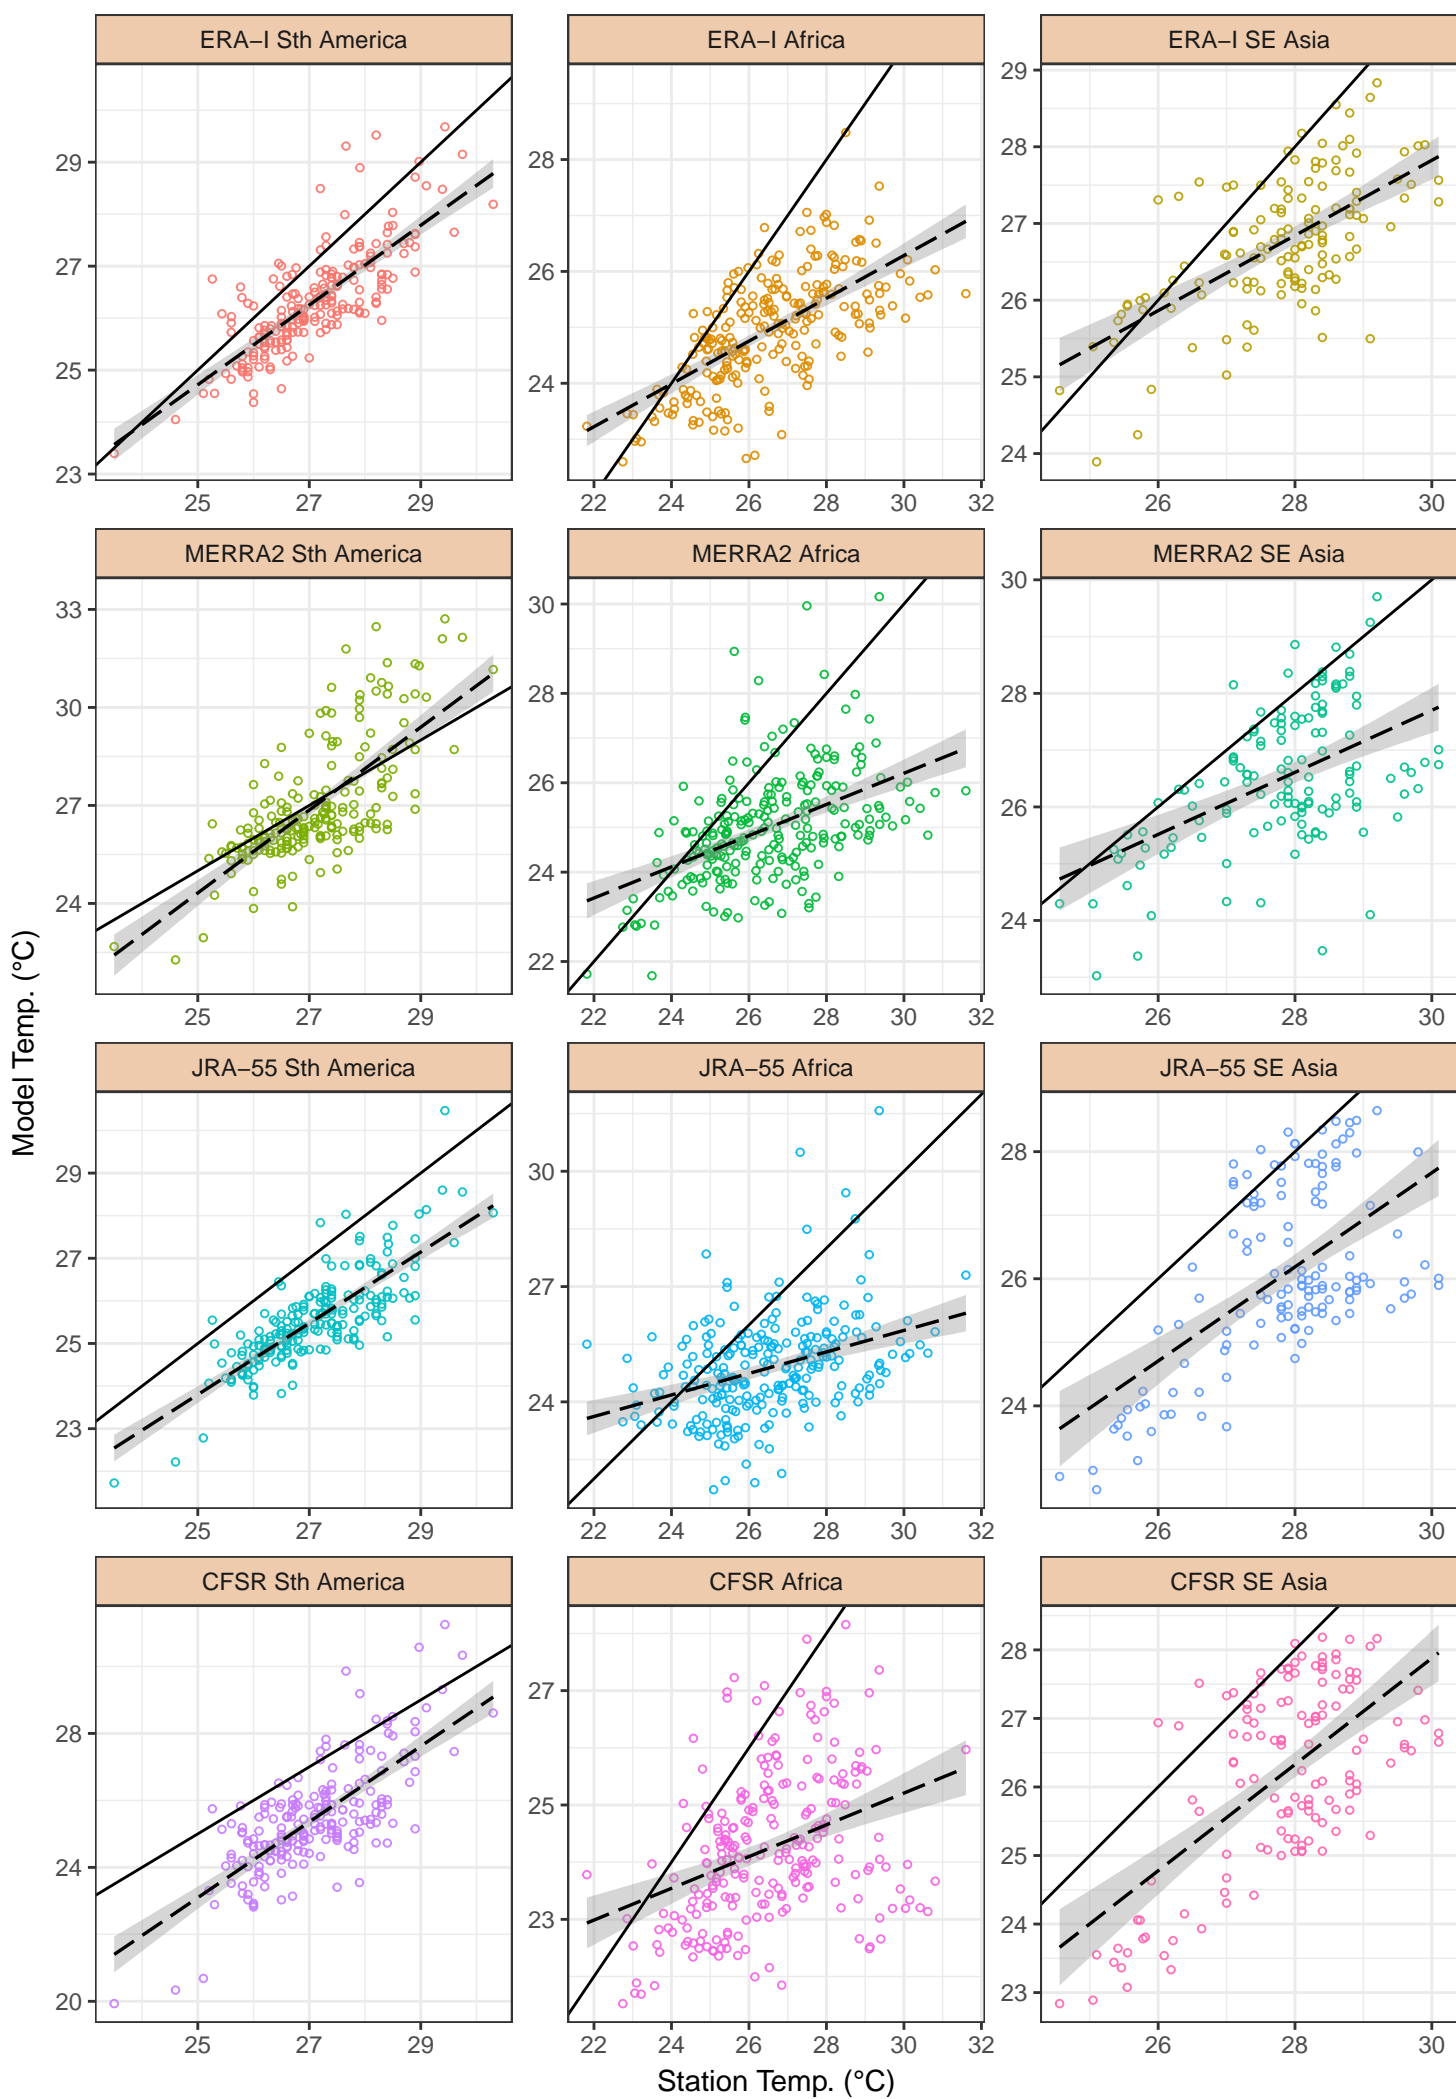 ERA−I Sth America
ERA−I Africa
ERA−I SE Asia
29
27
25
23
28
26
24
29
28
27
26
25
24
25 27 29
22 24 26 28 30 32
26 28 30
MERRA2 Sth America
MERRA2 Africa
MERRA2 SE Asia
33
30
27
24
30
28
26
24
22
30
28
26
24
25 27 29
22 24 26 28 30 32
26 28 30
Model Temp. (°C)
JRA−55 Sth America
JRA−55 Africa
JRA−55 SE Asia
29
27
25
23
30
27
24
28
26
24
25 27 29
22 24 26 28 30 32
26 28 30
CFSR Sth America
CFSR Africa
CFSR SE Asia
28
24
20
27
25
23
28
27
26
25
24
23
25 27 29
22 24 26 28 30 32
26 28 30
Station Temp. (°C)